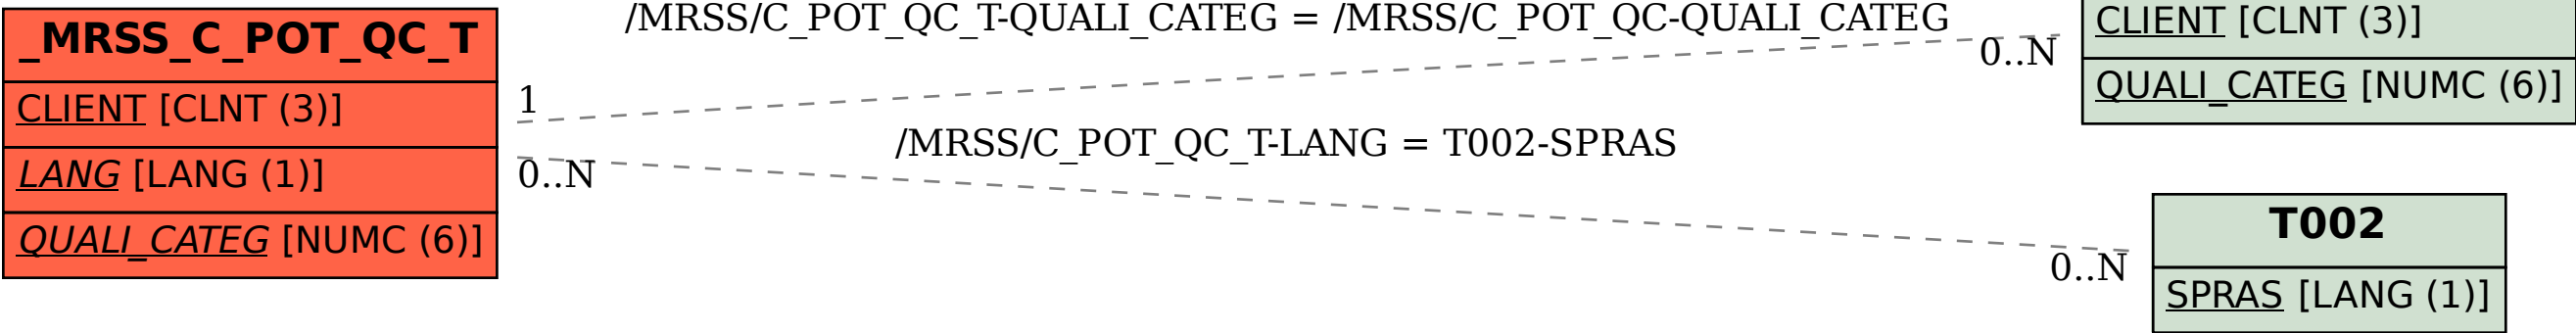 _MRSS_C_POT_QC_T
CLIENT [CLNT (3)]
LANG [LANG (1)]
QUALI_CATEG [NUMC (6)]
/MRSS/C_POT_QC_T-QUALI_CATEG = /MRSS/C_POT_QC-QUALI_CATEG
1
0..N
/MRSS/C_POT_QC_T-LANG = T002-SPRAS
0..N
0..N
CLIENT [CLNT (3)]
QUALI_CATEG [NUMC (6)]
T002
SPRAS [LANG (1)]